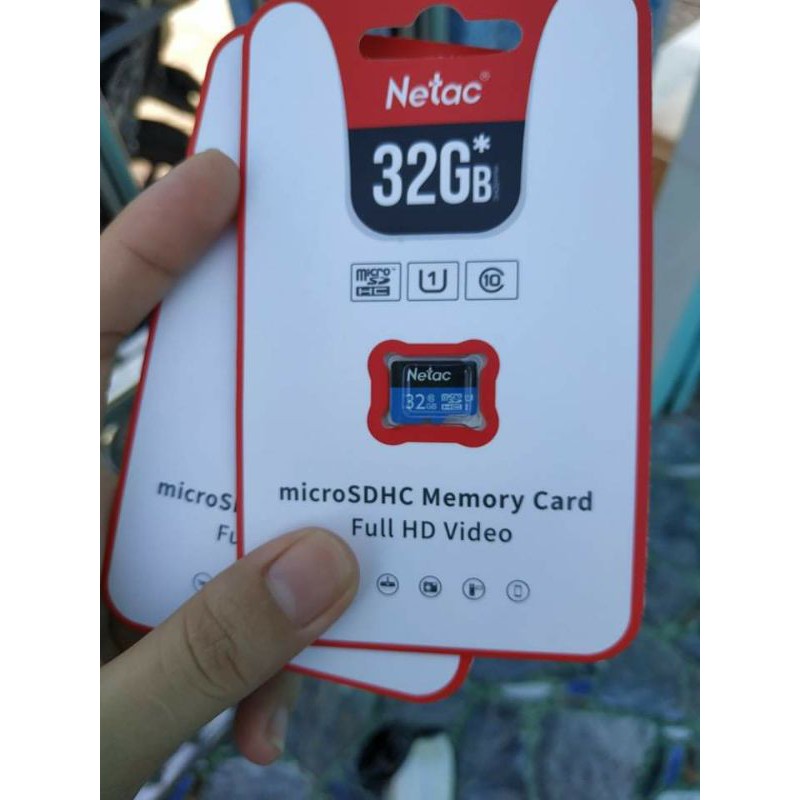 Netac®
32GB*
micro SD HC
U1
10
Netac
32GB
microSDHC Memory Card
Full HD Video
microS
Fu